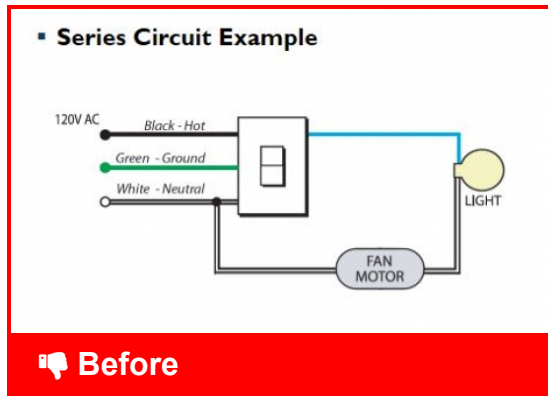 ▪ Series Circuit Example
120V AC
Black - Hot
Green - Ground
White - Neutral
LIGHT
FAN
MOTOR
👎 Before